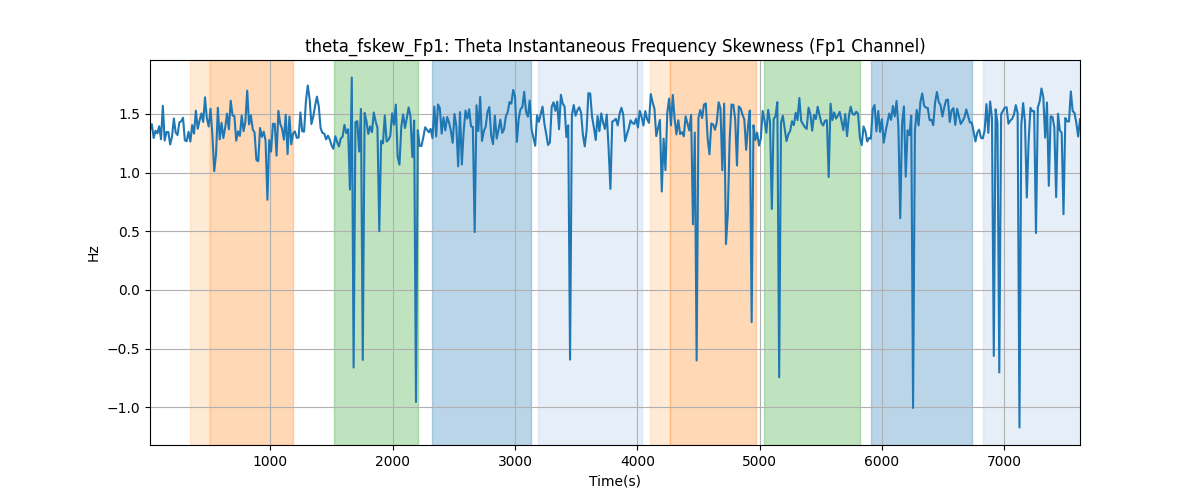 theta_fskew_Fp1: Theta Instantaneous Frequency Skewness (Fp1 Channel)
1.5
1.0
0.5
0.0
−0.5
−1.0
Hz
1000 2000 3000 4000 5000 6000 7000
Time(s)